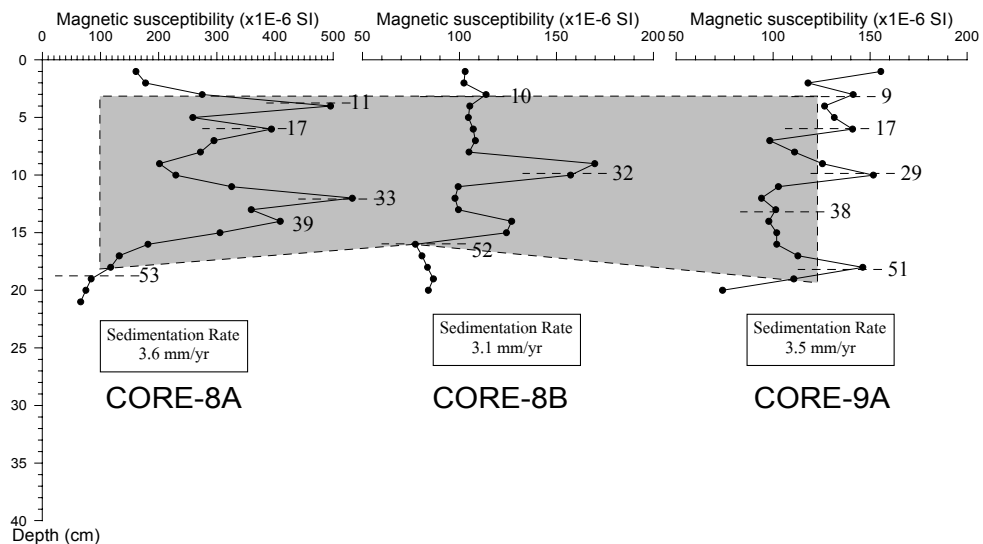 Magnetic susceptibility (x1E-6 SI) Magnetic susceptibility (x1E-6 SI) Magnetic susceptibility (x1E-6 SI)
0 100 200 300 400 500 50 100 150 200 50 100 150 200
0
5
10
15
20
25
30
35
40
Depth (cm)
11
17
33
39
53
Sedimentation Rate
3.6 mm/yr
CORE-8A
10
32
52
Sedimentation Rate
3.1 mm/yr
CORE-8B
9
17
29
38
51
Sedimentation Rate
3.5 mm/yr
CORE-9A